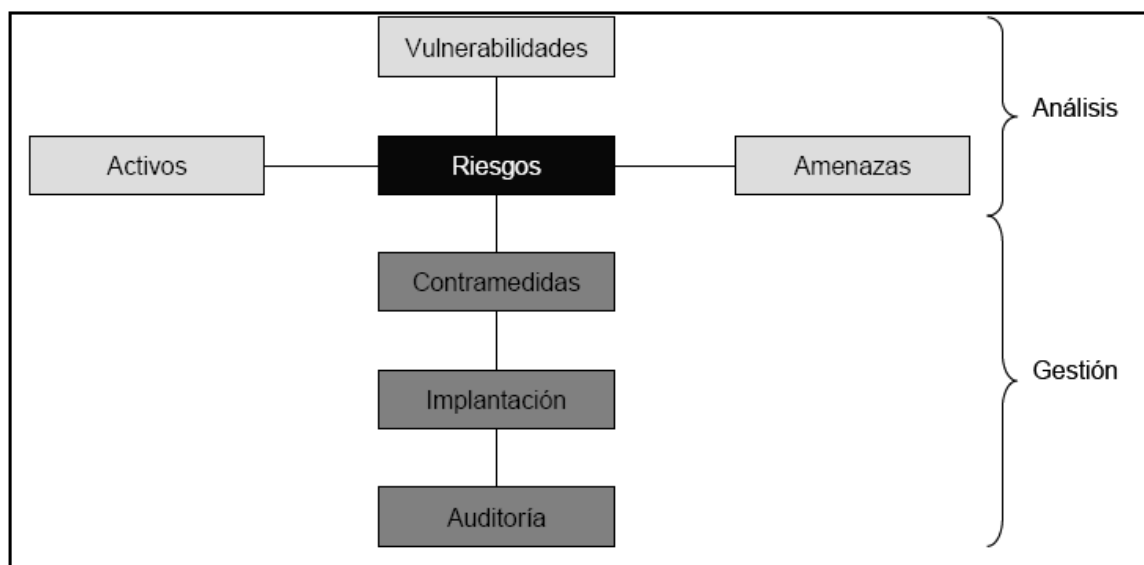 Vulnerabilidades
Análisis
Activos
Riesgos
Amenazas
Contramedidas
Gestión
Implantación
Auditoría